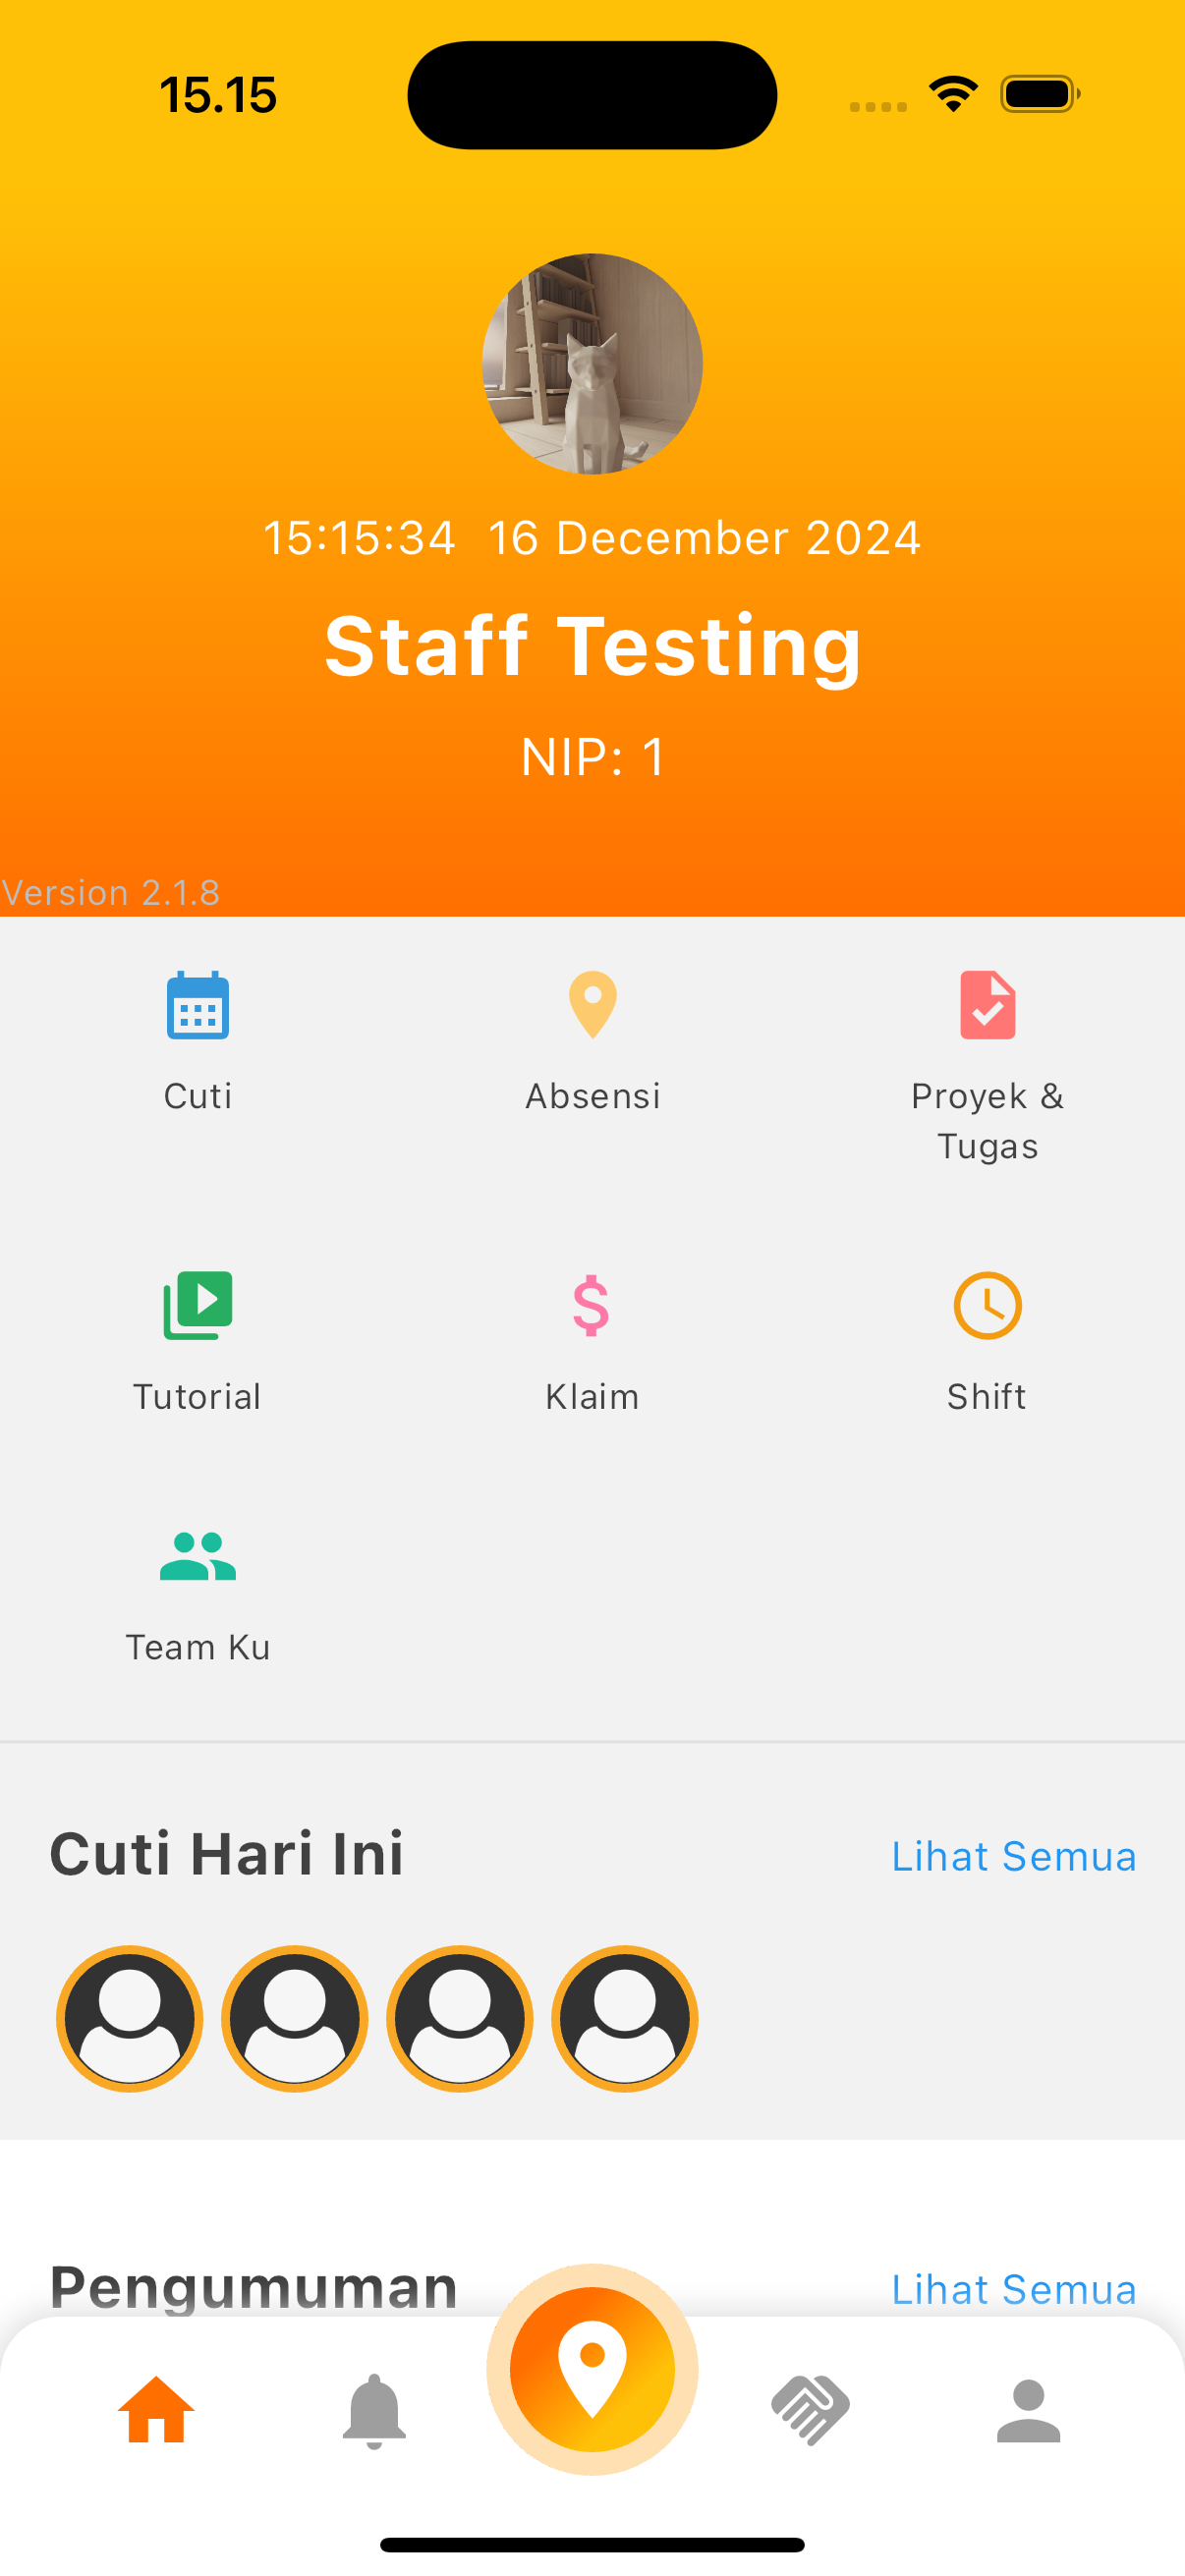 15.15
15:15:34 16 December 2024
Staff Testing
NIP: 1
Version 2.1.8
Cuti
Absensi
Proyek &
Tugas
Tutorial
Klaim
Shift
Team Ku
Cuti Hari Ini
Lihat Semua
Pengumuman
Lihat Semua